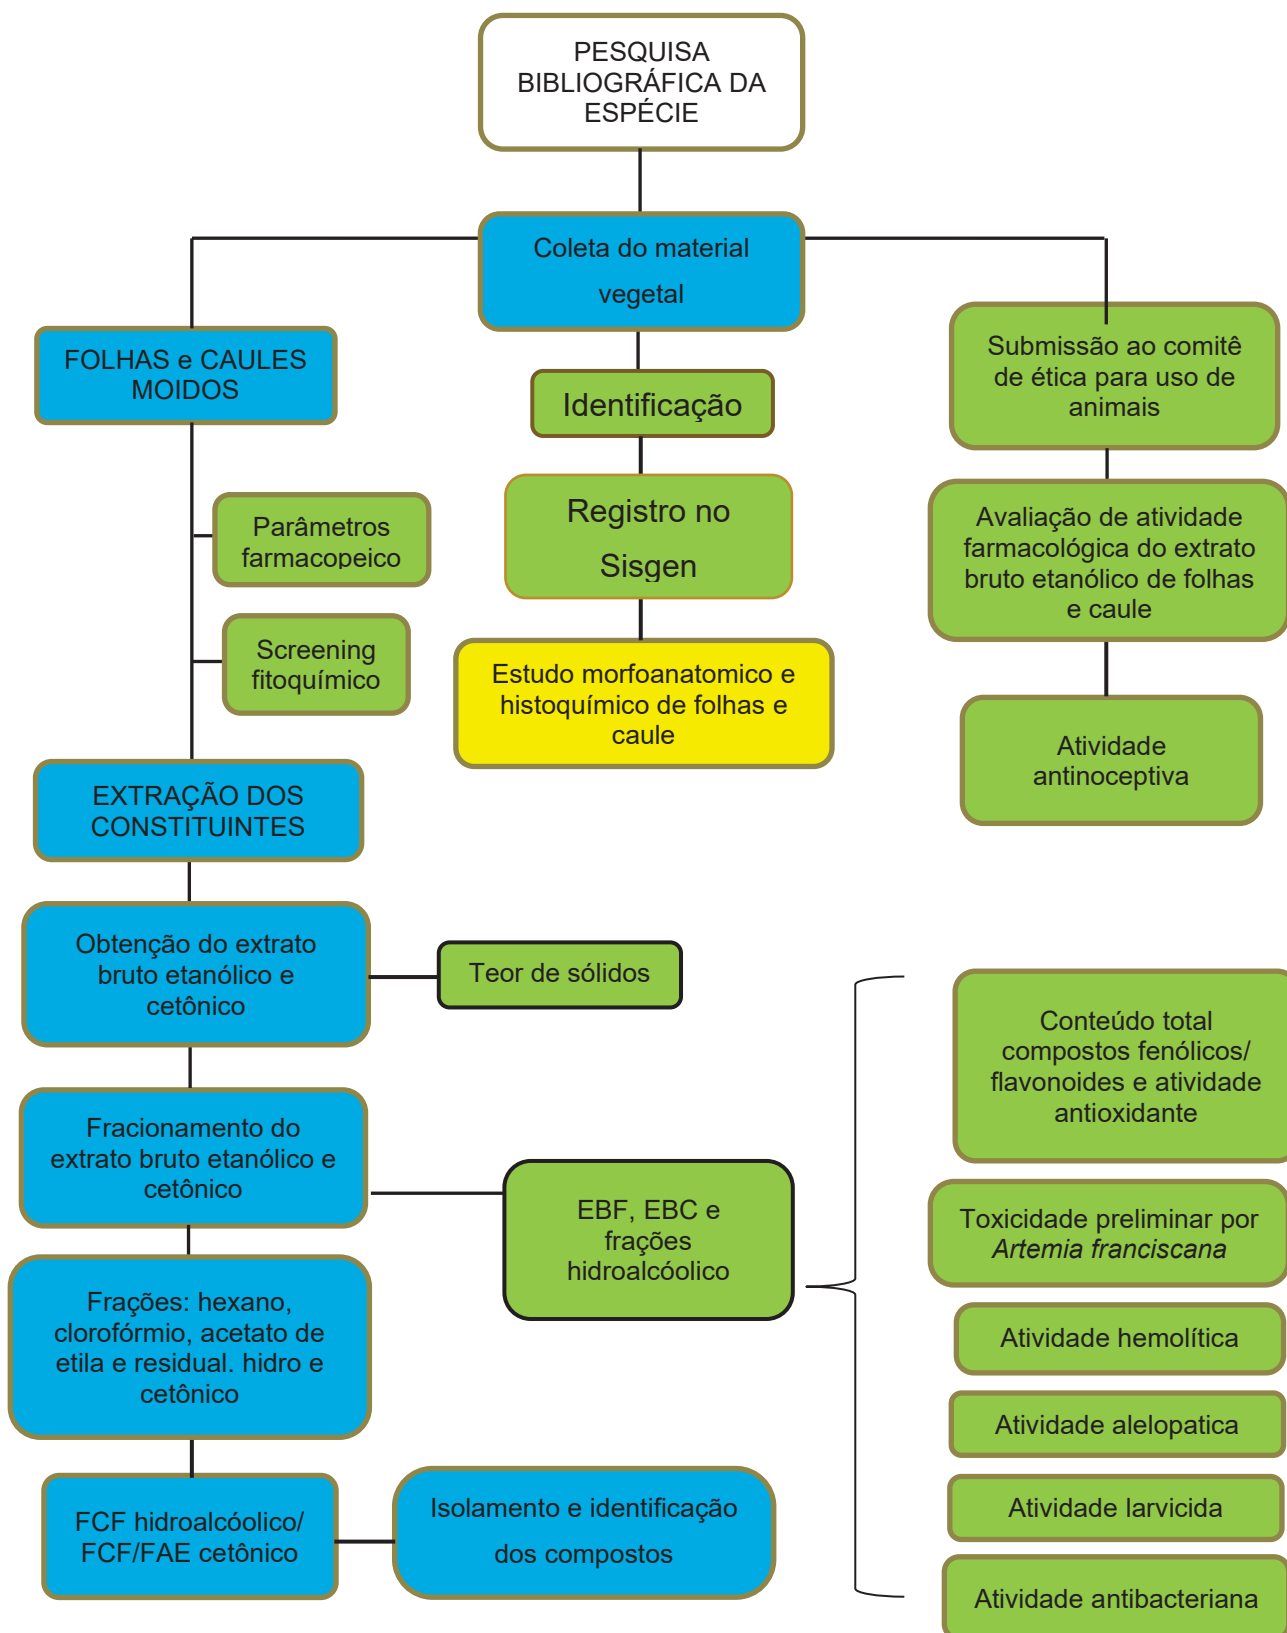 PESQUISA
BIBLIOGRÁFICA DA
ESPÉCIE
Coleta do material
vegetal
FOLHAS e CAULES
MOIDOS
Parâmetros
farmacopeico
Screening
fitoquímico
Identificação
Registro no
Sisgen
Estudo morfoanatomico e
histoquímico de folhas e
caule
Submissão ao comitê
de ética para uso de
animais
Avaliação de atividade
farmacológica do extrato
bruto etanólico de folhas
e caule
Atividade
antinoceptiva
EXTRAÇÃO DOS
CONSTITUINTES
Obtenção do extrato
bruto etanólico e
cetônico
Teor de sólidos
Fracionamento do
extrato bruto etanólico e
cetônico
EBF, EBC e
frações
hidroalcóolico
Frações: hexano,
clorofórmio, acetato de
etila e residual. hidro e
cetônico
FCF hidroalcóolico/
FCF/FAE cetônico
Isolamento e identificação
dos compostos
Conteúdo total
compostos fenólicos/
flavonoides e atividade
antioxidante
Toxicidade preliminar por
Artemia franciscana
Atividade hemolítica
Atividade alelopatica
Atividade larvicida
Atividade antibacteriana